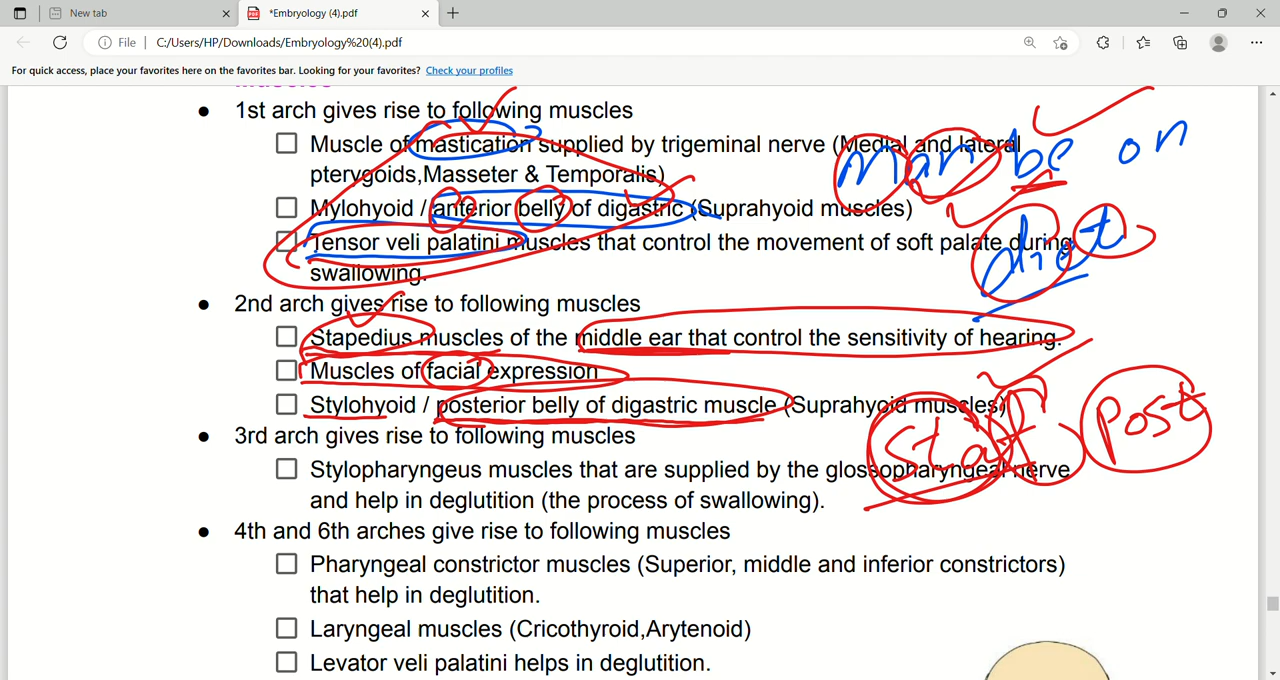 New tab
*Embryology (4).pdf
File
C:/Users/HP/Downloads/Embryology%20(4).pdf
For quick access, place your favorites here on the favorites bar. Looking for your favorites? Check your profiles
● 1st arch gives rise to following muscles
Muscle of mastication supplied by trigeminal nerve (Medial and lateral
pterygoids,Masseter & Temporalis)
be on
Mylohyoid / anterior belly of digastric (Suprahyoid muscles)
Tensor veli palatini muscles that control the movement of soft palate during
swallowing.
diet
● 2nd arch gives rise to following muscles
Stapedius muscles of the middle ear that control the sensitivity of hearing.
Muscles of facial expression
Stylohyoid / posterior belly of digastric muscle (Suprahyoid muscles)
Post
● 3rd arch gives rise to following muscles
Stylopharyngeus muscles that are supplied by the glossopharyngeal nerve
and help in deglutition (the process of swallowing).
● 4th and 6th arches give rise to following muscles
Pharyngeal constrictor muscles (Superior, middle and inferior constrictors)
that help in deglutition.
Laryngeal muscles (Cricothyroid,Arytenoid)
Levator veli palatini helps in deglutition.